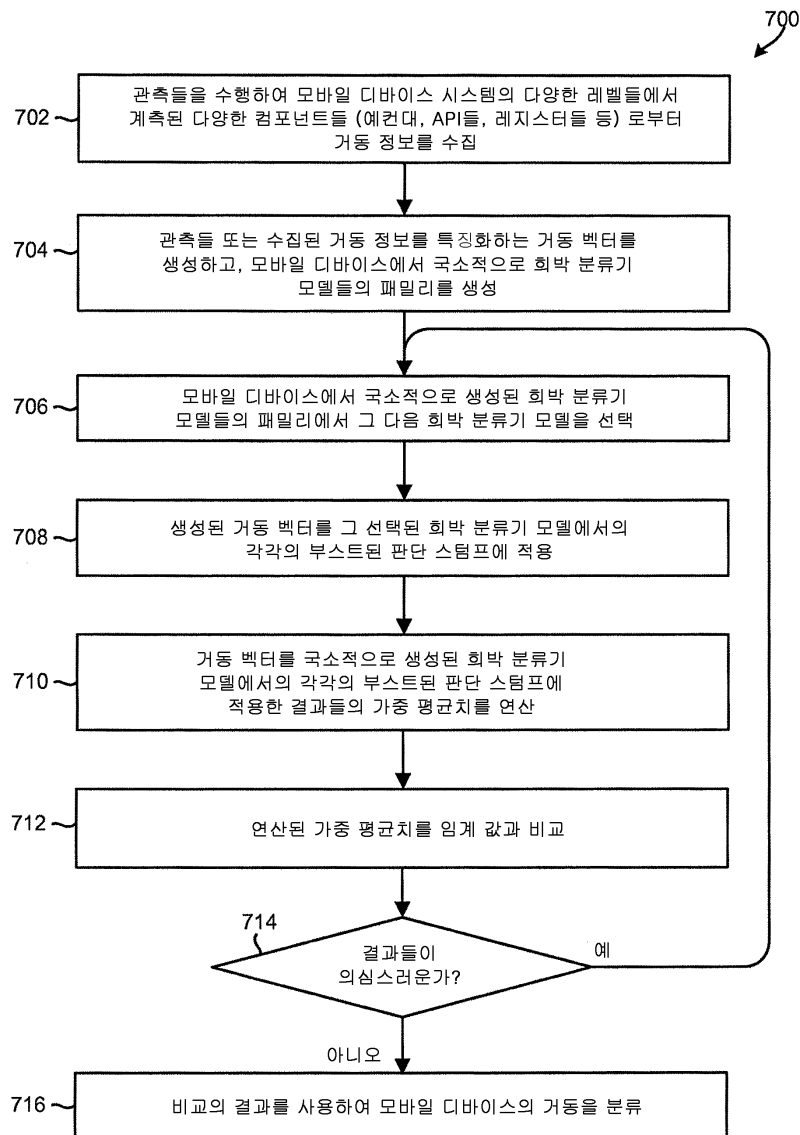 700
702
관측들을 수행하여 모바일 디바이스 시스템의 다양한 레벨들에서
계측된 다양한 컴포넌트들 (예컨대, API들, 레지스터들 등) 로부터
거동 정보를 수집
704
관측들 또는 수집된 거동 정보를 특징화하는 거동 벡터를
생성하고, 모바일 디바이스에서 국소적으로 희박 분류기
모델들의 패밀리를 생성
706
모바일 디바이스에서 국소적으로 생성된 희박 분류기
모델들의 패밀리에서 그 다음 희박 분류기 모델을 선택
708
생성된 거동 벡터를 그 선택된 희박 분류기 모델에서의
각각의 부스트된 판단 스텀프에 적용
710
거동 벡터를 국소적으로 생성된 희박 분류기
모델에서의 각각의 부스트된 판단 스텀프에
적용한 결과들의 가중 평균치를 연산
712
연산된 가중 평균치를 임계 값과 비교
714
결과들이
의심스러운가?
예
아니오
716
비교의 결과를 사용하여 모바일 디바이스의 거동을 분류